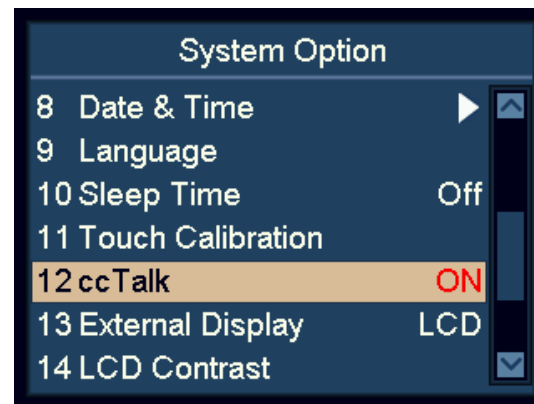 System Option
8 Date & Time
9 Language
10 Sleep Time Off
11 Touch Calibration
12 ccTalk ON
13 External Display LCD
14 LCD Contrast